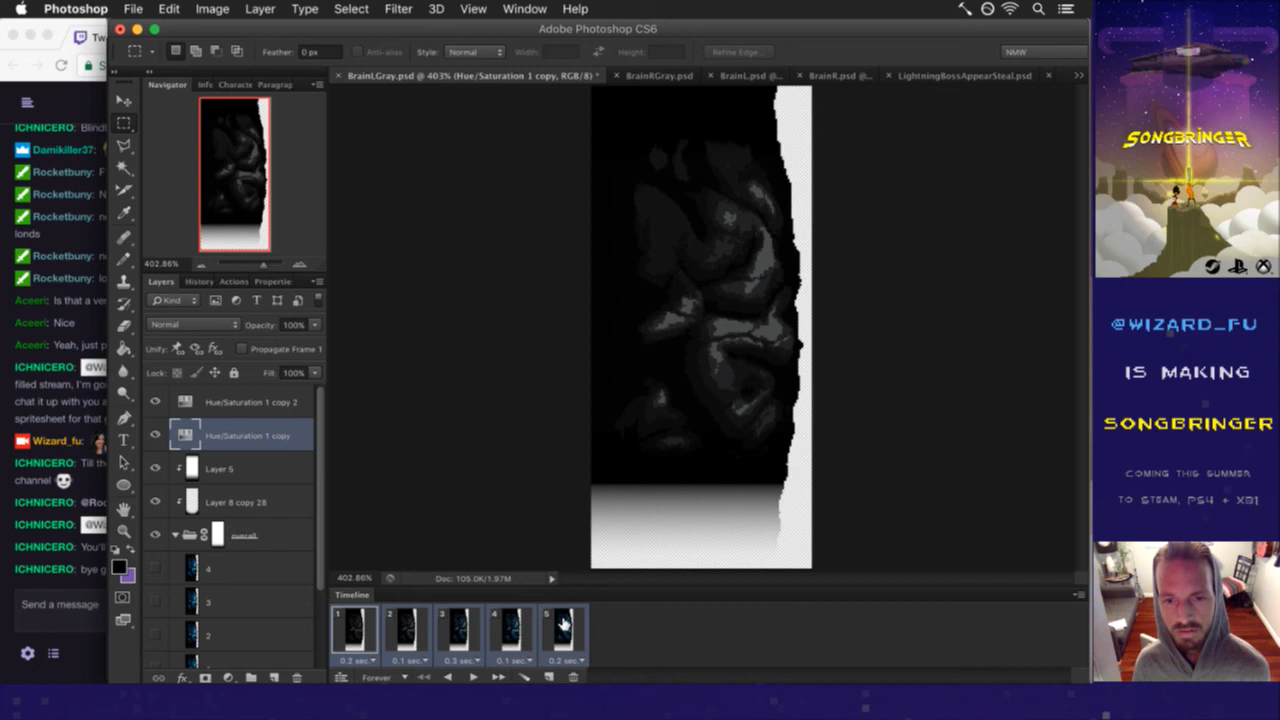 Photoshop File Edit Image Layer Type Select Filter 3D View Window Help
Adobe Photoshop CS6
Feather: 0 px Anti-alias Style: Normal Width: Height: Refine Edge... NMW
BrainLGray.psd @ 403% (Hue/Saturation 1 copy, RGB/8) * BrainRGray.psd BrainL.psd @... BrainR.psd @... LightningBossAppearSteal.psd
Navigator Info Characte Paragrap
402.86%
Layers History Actions Propertie
Kind
Normal Opacity: 100%
Unify: Propagate Frame 1
Lock: Fill: 100%
Hue/Saturation 1 copy 2
Hue/Saturation 1 copy
Layer 5
Layer 8 copy 28
overall
4
3
2
402.86% Doc: 105.0K/1.97M
Timeline
1 2 3 4 5
0.2 sec. 0.1 sec. 0.3 sec. 0.1 sec. 0.2 sec.
Forever
ICHNICERO: Blindf
Damikiller37:
Rocketbuny: F
Rocketbuny: N
Rocketbuny: no
londs
Rocketbuny: ne
Rocketbuny: lo
Aceeri: Is that a ver
Aceeri: Nice
Aceeri: Yeah, just p
ICHNICERO: @Wi
filled stream, I'm go
chat it up with you a
spritesheet for that g
Wizard_fu:
ICHNICERO: Till the
channel
ICHNICERO: @Roc
ICHNICERO: @Wi
ICHNICERO: You'll
ICHNICERO: bye g
Send a message
SONGBRINGER
@WIZARD_FU
IS MAKING
SONGBRINGER
COMING THIS SUMMER
TO STEAM, PS4 + XB1